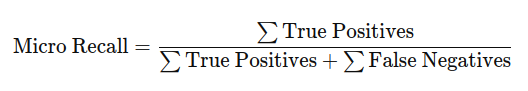 Micro Recall = ∑ True Positives / ∑ True Positives + ∑ False Negatives